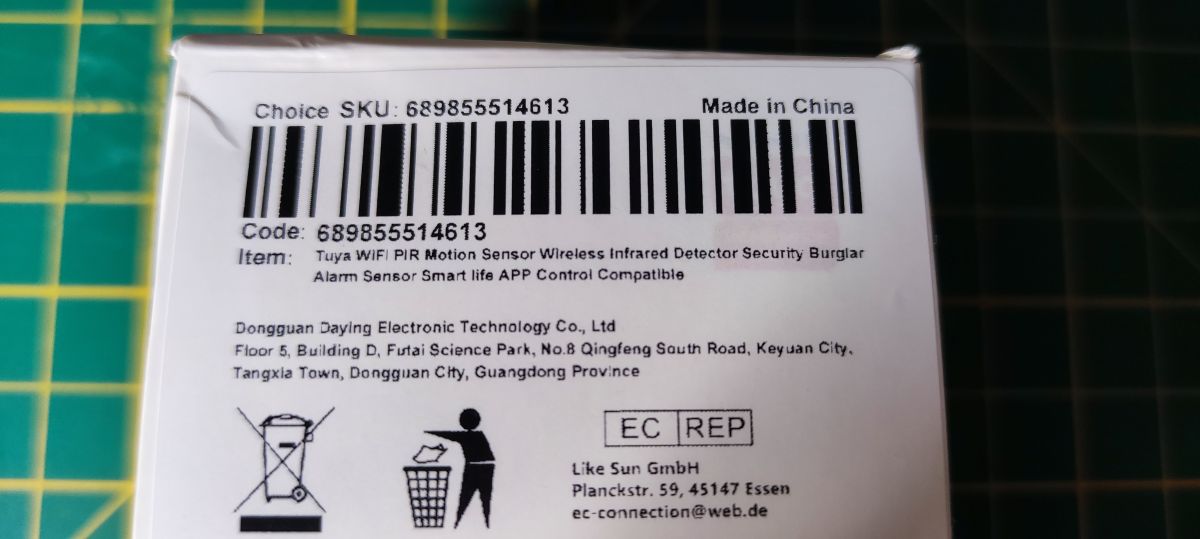 Choice SKU: 689855514613 Made in China
Code: 689855514613
Item: Tuya WiFi PIR Motion Sensor Wireless Infrared Detector Security Burglar
Alarm Sensor Smart life APP Control Compatible
Dongguan Daying Electronic Technology Co., Ltd
Floor 5, Building D, Futai Science Park, No.8 Qingfeng South Road, Keyuan City,
Tangxia Town, Dongguan City, Guangdong Province
EC REP
Like Sun GmbH
Planckstr. 59, 45147 Essen
ec-connection@web.de